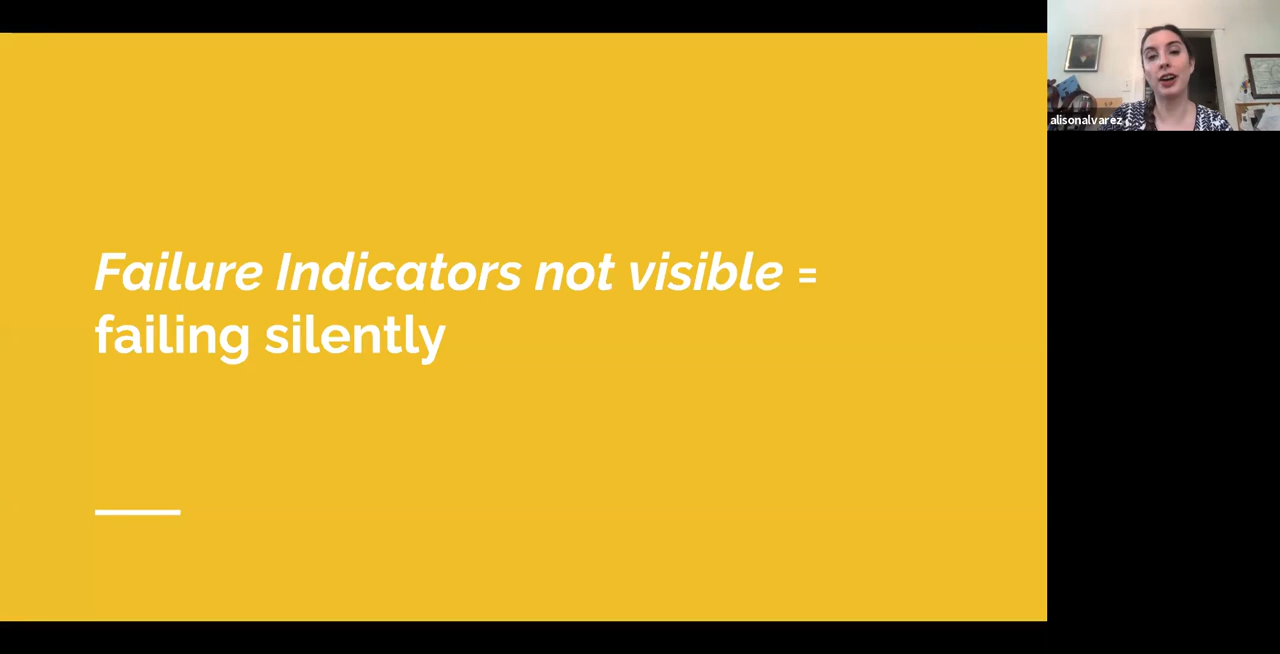 Failure Indicators not visible =
failing silently
alisonalvarez